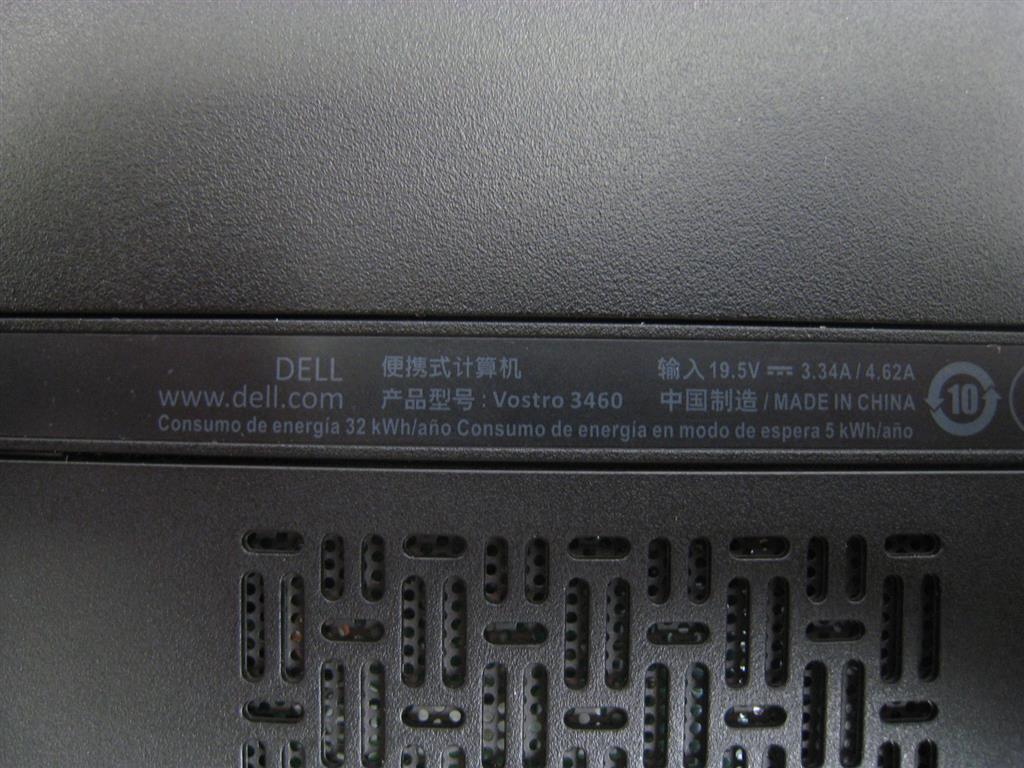 DELL 便携式计算机 输入 19.5V ⎓ 3.34A / 4.62A
www.dell.com 产品型号 : Vostro 3460 中国制造 / MADE IN CHINA
Consumo de energía 32 kWh/año Consumo de energía en modo de espera 5 kWh/año
10